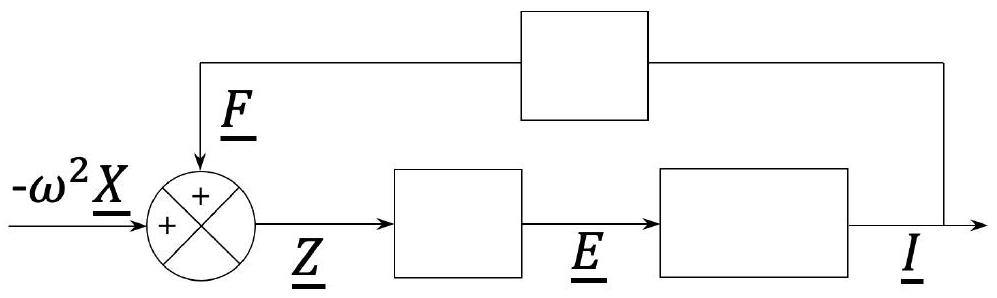 F
-ω²X
+
+
Z
E
I